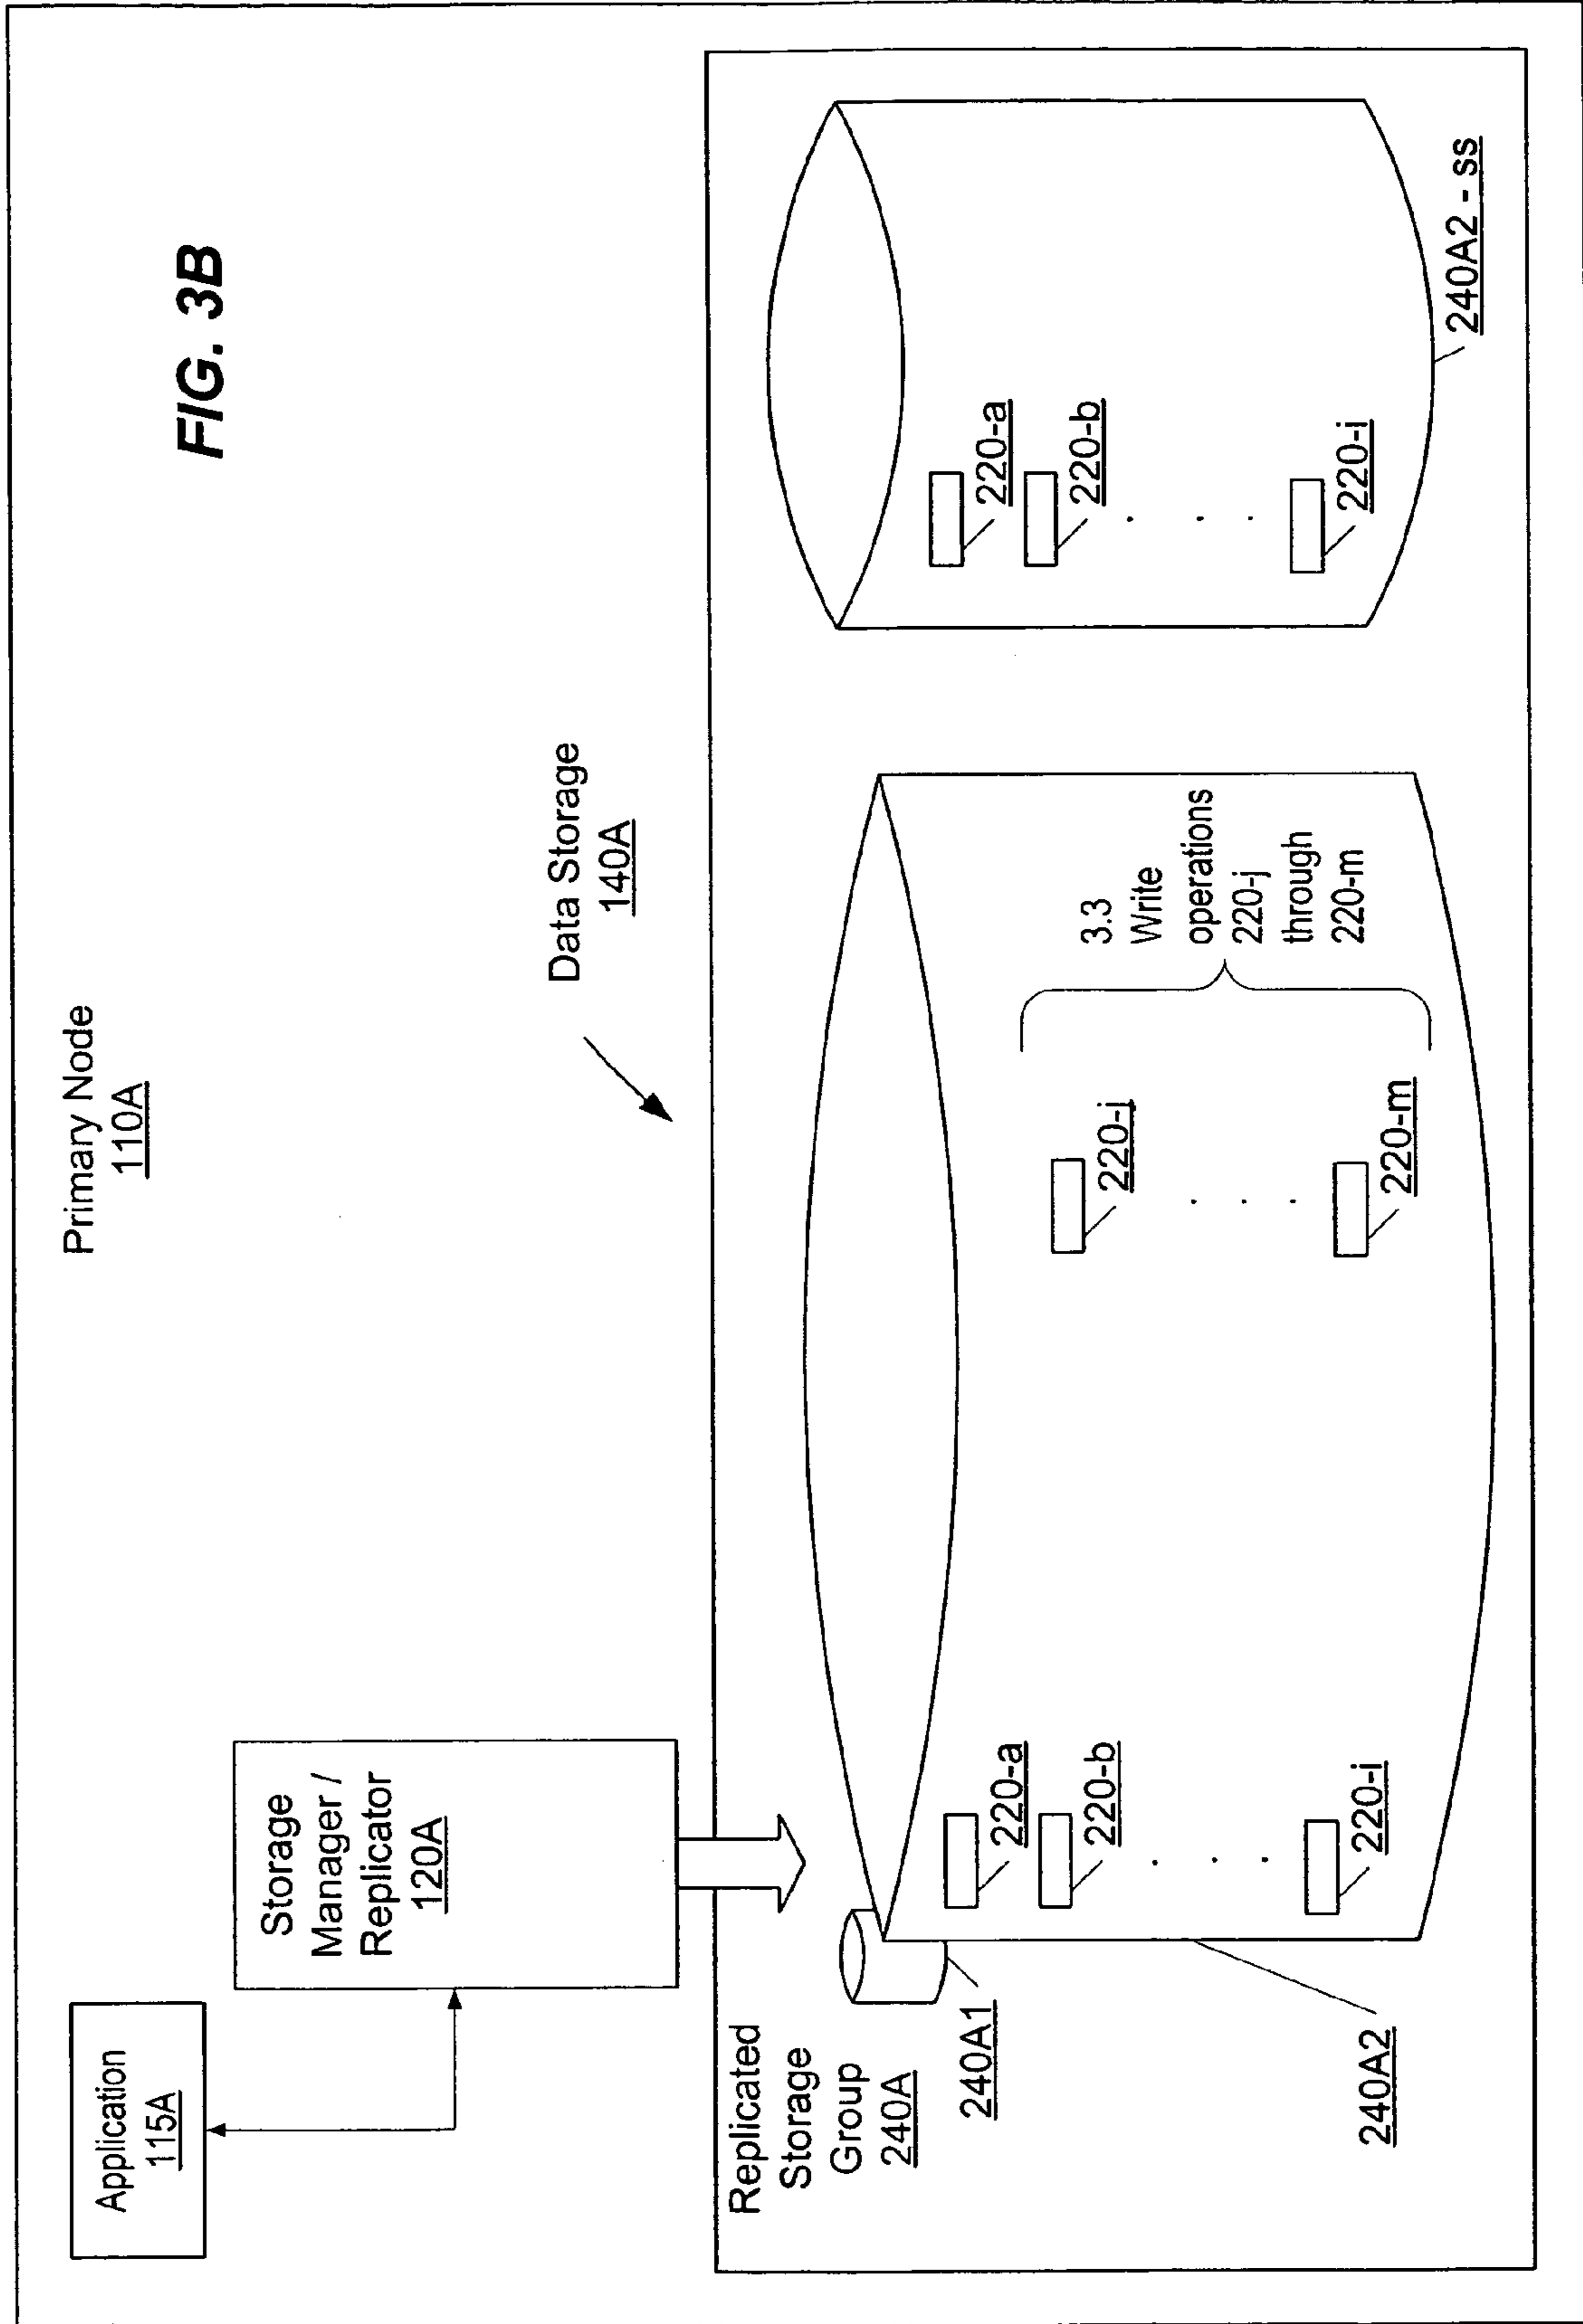 FIG. 3B
Primary Node
110A
Application
115A
Storage
Manager /
Replicator
120A
Data Storage
140A
Replicated
Storage
Group
240A
240A1
240A2
220-a
220-b
. . .
220-i
220-j
. . .
220-m
3.3
Write
operations
220-j
through
220-m
220-a
220-b
. . .
220-i
240A2 - ss